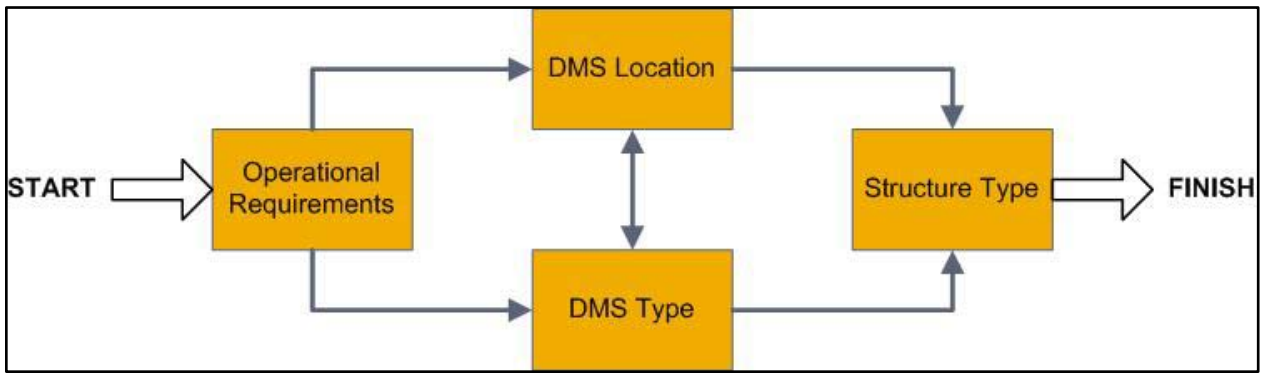 START
Operational
Requirements
DMS Location
DMS Type
Structure Type
FINISH